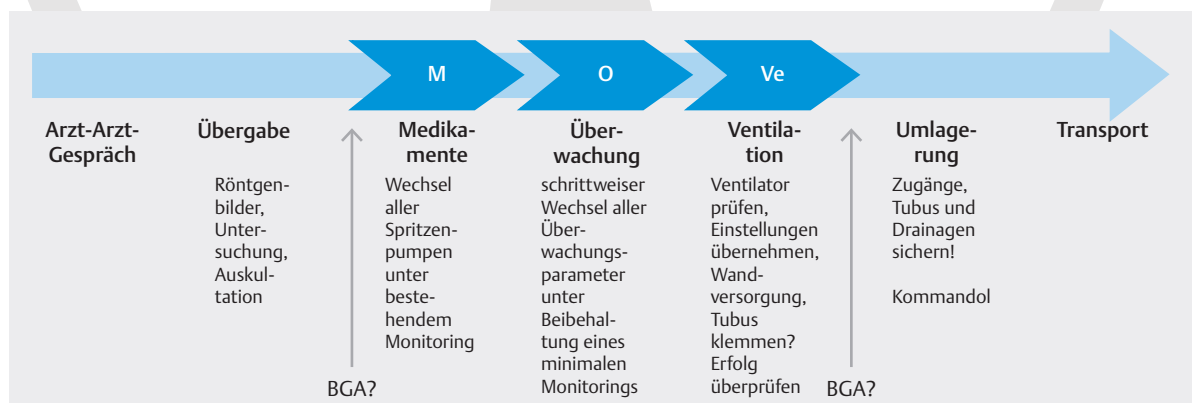 M
O
Ve
Arzt-Arzt-
Gespräch
Übergabe
Röntgen-
bilder,
Unter-
suchung,
Auskul-
tation
BGA?
Medika-
mente
Wechsel
aller
Spritzen-
pumpen
unter
beste-
hendem
Monitoring
Über-
wachung
schrittweiser
Wechsel aller
Über-
wachungs-
parameter
unter
Beibehal-
tung eines
minimalen
Monitorings
Ventila-
tion
Ventilator
prüfen,
Einstellungen
übernehmen,
Wand-
versorgung,
Tubus
klemmen?
Erfolg
überprüfen
BGA?
Umlage-
rung
Zugänge,
Tubus und
Drainagen
sichern!
Kommandol
Transport